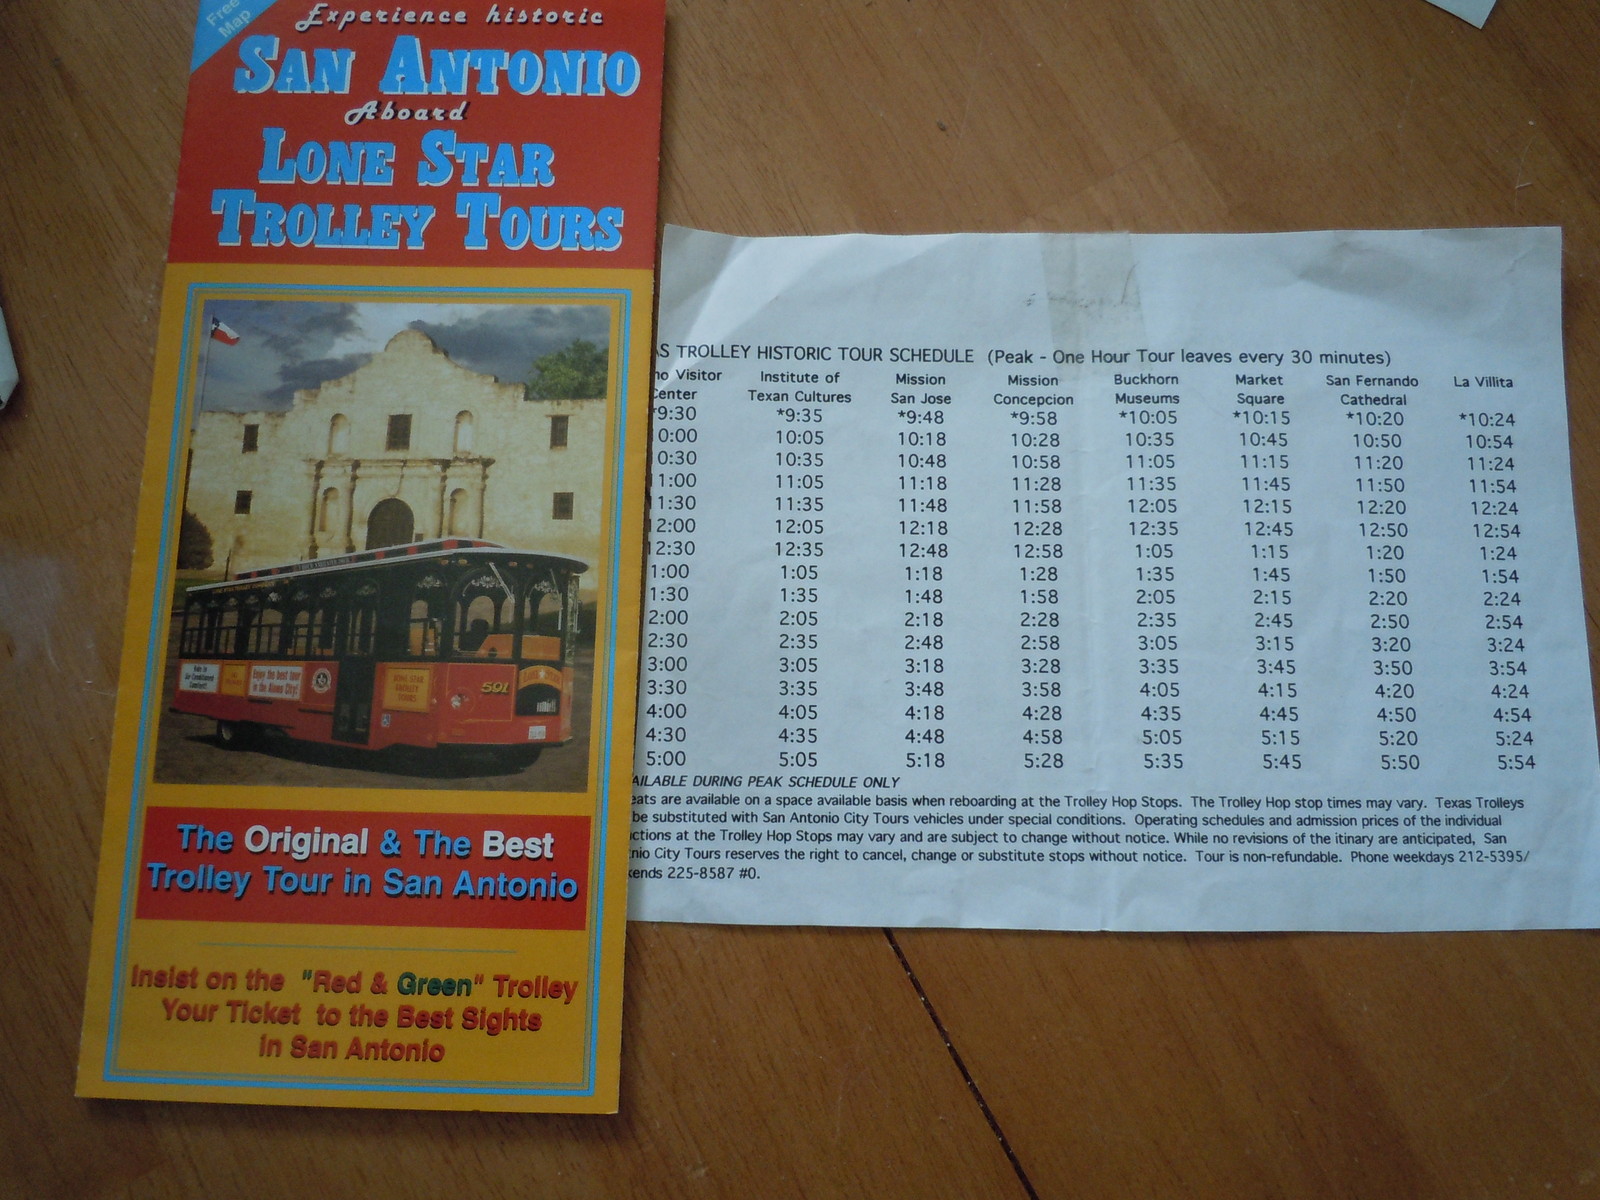 Free
Map
Experience historic
SAN ANTONIO
Aboard
LONE STAR
TROLLEY TOURS
Enjoy the best tour
in the Alamo City!
LONE STAR
TROLLEY
TOURS
501
The Original & The Best
Trolley Tour in San Antonio
Insist on the "Red & Green" Trolley
Your Ticket to the Best Sights
in San Antonio
AS TROLLEY HISTORIC TOUR SCHEDULE (Peak - One Hour Tour leaves every 30 minutes)
mo Visitor Institute of Mission Mission Buckhorn Market San Fernando La Villita
Center Texan Cultures San Jose Concepcion Museums Square Cathedral
*9:30 *9:35 *9:48 *9:58 *10:05 *10:15 *10:20 *10:24
0:00 10:05 10:18 10:28 10:35 10:45 10:50 10:54
0:30 10:35 10:48 10:58 11:05 11:15 11:20 11:24
1:00 11:05 11:18 11:28 11:35 11:45 11:50 11:54
1:30 11:35 11:48 11:58 12:05 12:15 12:20 12:24
2:00 12:05 12:18 12:28 12:35 12:45 12:50 12:54
2:30 12:35 12:48 12:58 1:05 1:15 1:20 1:24
1:00 1:05 1:18 1:28 1:35 1:45 1:50 1:54
1:30 1:35 1:48 1:58 2:05 2:15 2:20 2:24
2:00 2:05 2:18 2:28 2:35 2:45 2:50 2:54
2:30 2:35 2:48 2:58 3:05 3:15 3:20 3:24
3:00 3:05 3:18 3:28 3:35 3:45 3:50 3:54
3:30 3:35 3:48 3:58 4:05 4:15 4:20 4:24
4:00 4:05 4:18 4:28 4:35 4:45 4:50 4:54
4:30 4:35 4:48 4:58 5:05 5:15 5:20 5:24
5:00 5:05 5:18 5:28 5:35 5:45 5:50 5:54
AILABLE DURING PEAK SCHEDULE ONLY
eats are available on a space available basis when reboarding at the Trolley Hop Stops. The Trolley Hop stop times may vary. Texas Trolleys
be substituted with San Antonio City Tours vehicles under special conditions. Operating schedules and admission prices of the individual
ctions at the Trolley Hop Stops may vary and are subject to change without notice. While no revisions of the itinary are anticipated, San
nio City Tours reserves the right to cancel, change or substitute stops without notice. Tour is non-refundable. Phone weekdays 212-5395/
kends 225-8587 #0.